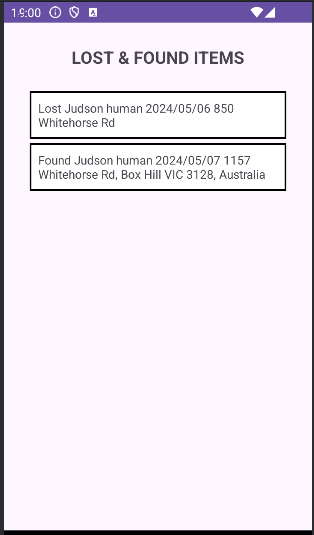 19:00
LOST & FOUND ITEMS
Lost Judson human 2024/05/06 850
Whitehorse Rd
Found Judson human 2024/05/07 1157
Whitehorse Rd, Box Hill VIC 3128, Australia